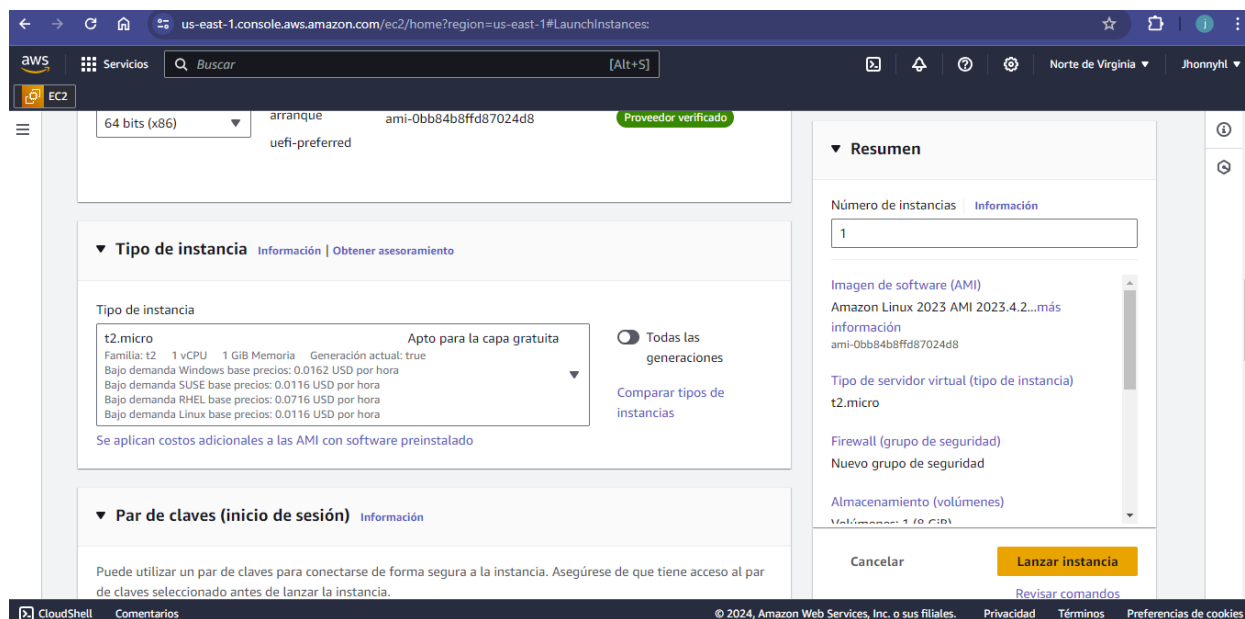 us-east-1.console.aws.amazon.com/ec2/home?region=us-east-1#LaunchInstances:
j
aws
Servicios
Buscar
[Alt+S]
Norte de Virginia
Jhonnyhl
EC2
64 bits (x86)
arranque
uefi-preferred
ami-0bb84b8ffd87024d8
Proveedor verificado
Tipo de instancia Información | Obtener asesoramiento
Tipo de instancia
t2.micro Apto para la capa gratuita
Familia: t2 1 vCPU 1 GiB Memoria Generación actual: true
Bajo demanda Windows base precios: 0.0162 USD por hora
Bajo demanda SUSE base precios: 0.0116 USD por hora
Bajo demanda RHEL base precios: 0.0716 USD por hora
Bajo demanda Linux base precios: 0.0116 USD por hora
Todas las
generaciones
Comparar tipos de
instancias
Se aplican costos adicionales a las AMI con software preinstalado
Par de claves (inicio de sesión) Información
Puede utilizar un par de claves para conectarse de forma segura a la instancia. Asegúrese de que tiene acceso al par
de claves seleccionado antes de lanzar la instancia.
Resumen
Número de instancias Información
1
Imagen de software (AMI)
Amazon Linux 2023 AMI 2023.4.2...más
información
ami-0bb84b8ffd87024d8
Tipo de servidor virtual (tipo de instancia)
t2.micro
Firewall (grupo de seguridad)
Nuevo grupo de seguridad
Almacenamiento (volúmenes)
Volúmenes: 1 (8 GiB)
Cancelar
Lanzar instancia
Revisar comandos
CloudShell Comentarios
© 2024, Amazon Web Services, Inc. o sus filiales. Privacidad Términos Preferencias de cookies